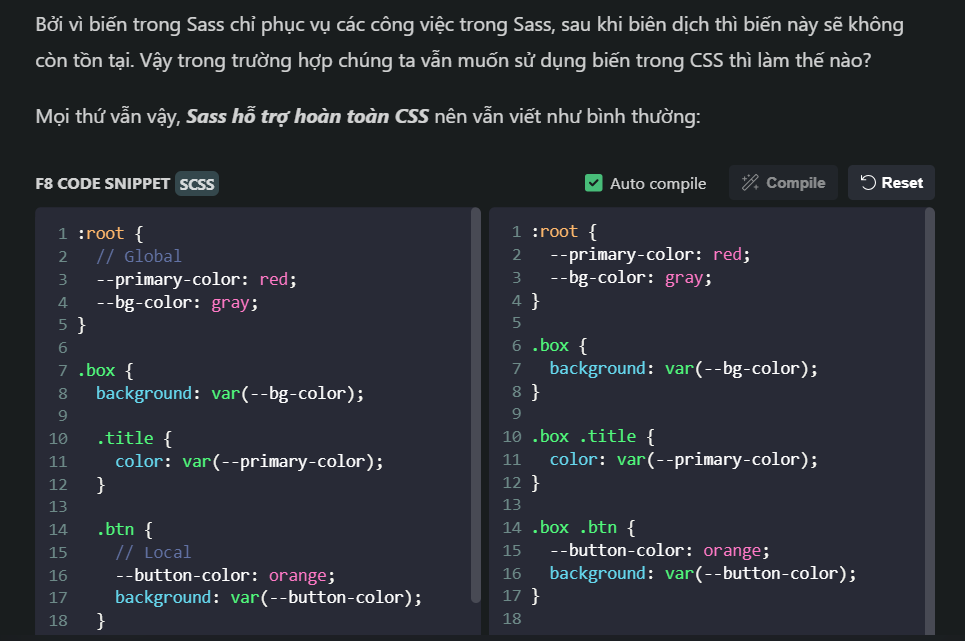 Bởi vì biến trong Sass chỉ phục vụ các công việc trong Sass, sau khi biên dịch thì biến này sẽ không
còn tồn tại. Vậy trong trường hợp chúng ta vẫn muốn sử dụng biến trong CSS thì làm thế nào?
Mọi thứ vẫn vậy, Sass hỗ trợ hoàn toàn CSS nên vẫn viết như bình thường:
F8 CODE SNIPPET SCSS
Auto compile
Compile
Reset
1 :root {
2   // Global
3   --primary-color: red;
4   --bg-color: gray;
5 }
6
7 .box {
8   background: var(--bg-color);
9
10   .title {
11     color: var(--primary-color);
12   }
13
14   .btn {
15     // Local
16     --button-color: orange;
17     background: var(--button-color);
18   }
1 :root {
2   --primary-color: red;
3   --bg-color: gray;
4 }
5
6 .box {
7   background: var(--bg-color);
8 }
9
10 .box .title {
11   color: var(--primary-color);
12 }
13
14 .box .btn {
15   --button-color: orange;
16   background: var(--button-color);
17 }
18